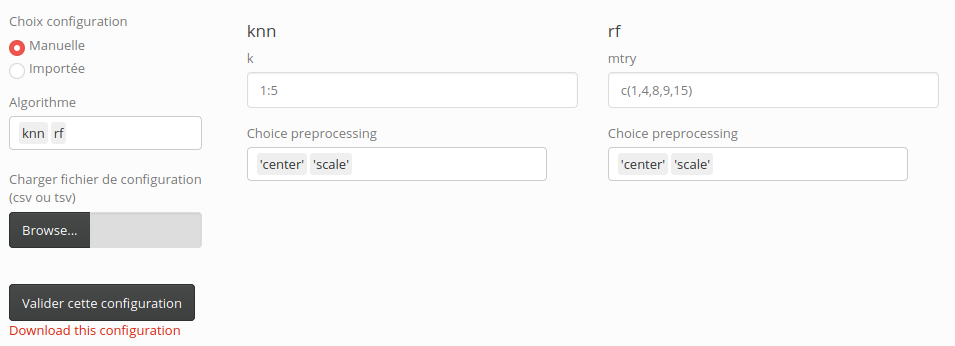 Choix configuration
Manuelle
Importée
Algorithme
knn rf
Charger fichier de configuration
(csv ou tsv)
Browse...
Valider cette configuration
Download this configuration
knn
k
1:5
Choice preprocessing
'center' 'scale'
rf
mtry
c(1,4,8,9,15)
Choice preprocessing
'center' 'scale'